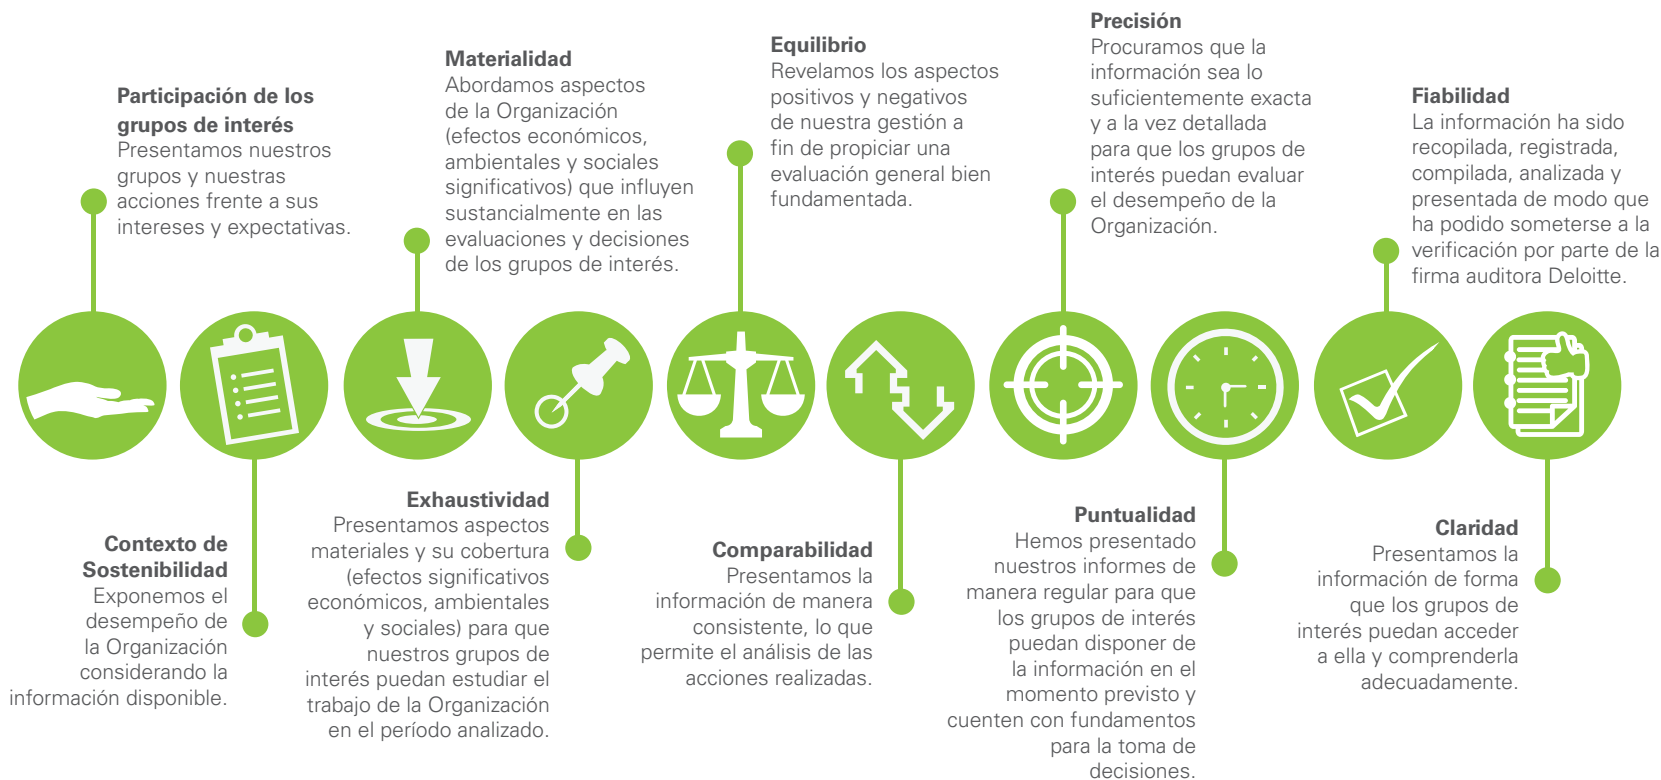 Participación de los
grupos de interés
Presentamos nuestros
grupos y nuestras
acciones frente a sus
intereses y expectativas.
Contexto de
Sostenibilidad
Exponemos el
desempeño de
la Organización
considerando la
información disponible.
Materialidad
Abordamos aspectos
de la Organización
(efectos económicos,
ambientales y sociales
significativos) que influyen
sustancialmente en las
evaluaciones y decisiones
de los grupos de interés.
Exhaustividad
Presentamos aspectos
materiales y su cobertura
(efectos significativos
económicos, ambientales
y sociales) para que
nuestros grupos de
interés puedan estudiar el
trabajo de la Organización
en el período analizado.
Equilibrio
Revelamos los aspectos
positivos y negativos
de nuestra gestión a
fin de propiciar una
evaluación general bien
fundamentada.
Comparabilidad
Presentamos la
información de manera
consistente, lo que
permite el análisis de las
acciones realizadas.
Precisión
Procuramos que la
información sea lo
suficientemente exacta
y a la vez detallada
para que los grupos de
interés puedan evaluar
el desempeño de la
Organización.
Puntualidad
Hemos presentado
nuestros informes de
manera regular para que
los grupos de interés
puedan disponer de
la información en el
momento previsto y
cuenten con fundamentos
para la toma de
decisiones.
Fiabilidad
La información ha sido
recopilada, registrada,
compilada, analizada y
presentada de modo que
ha podido someterse a la
verificación por parte de la
firma auditora Deloitte.
Claridad
Presentamos la
información de forma
que los grupos de
interés puedan acceder
a ella y comprenderla
adecuadamente.